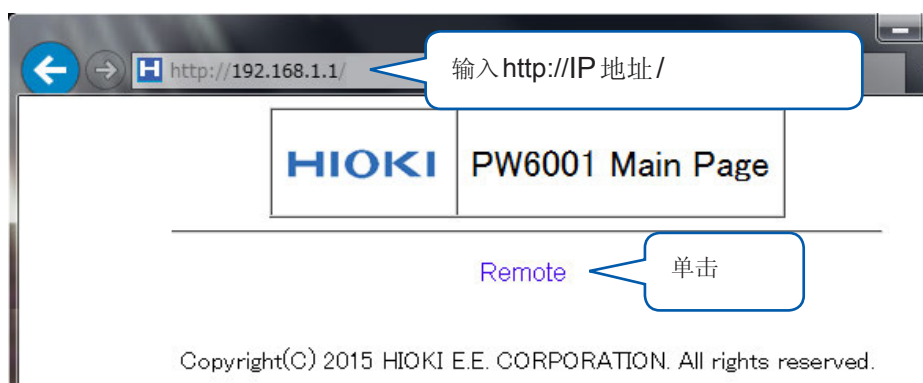 http://192.168.1.1/
输入http://IP地址/
HIOKI PW6001 Main Page
Remote
单击
Copyright(C) 2015 HIOKI E.E. CORPORATION. All rights reserved.